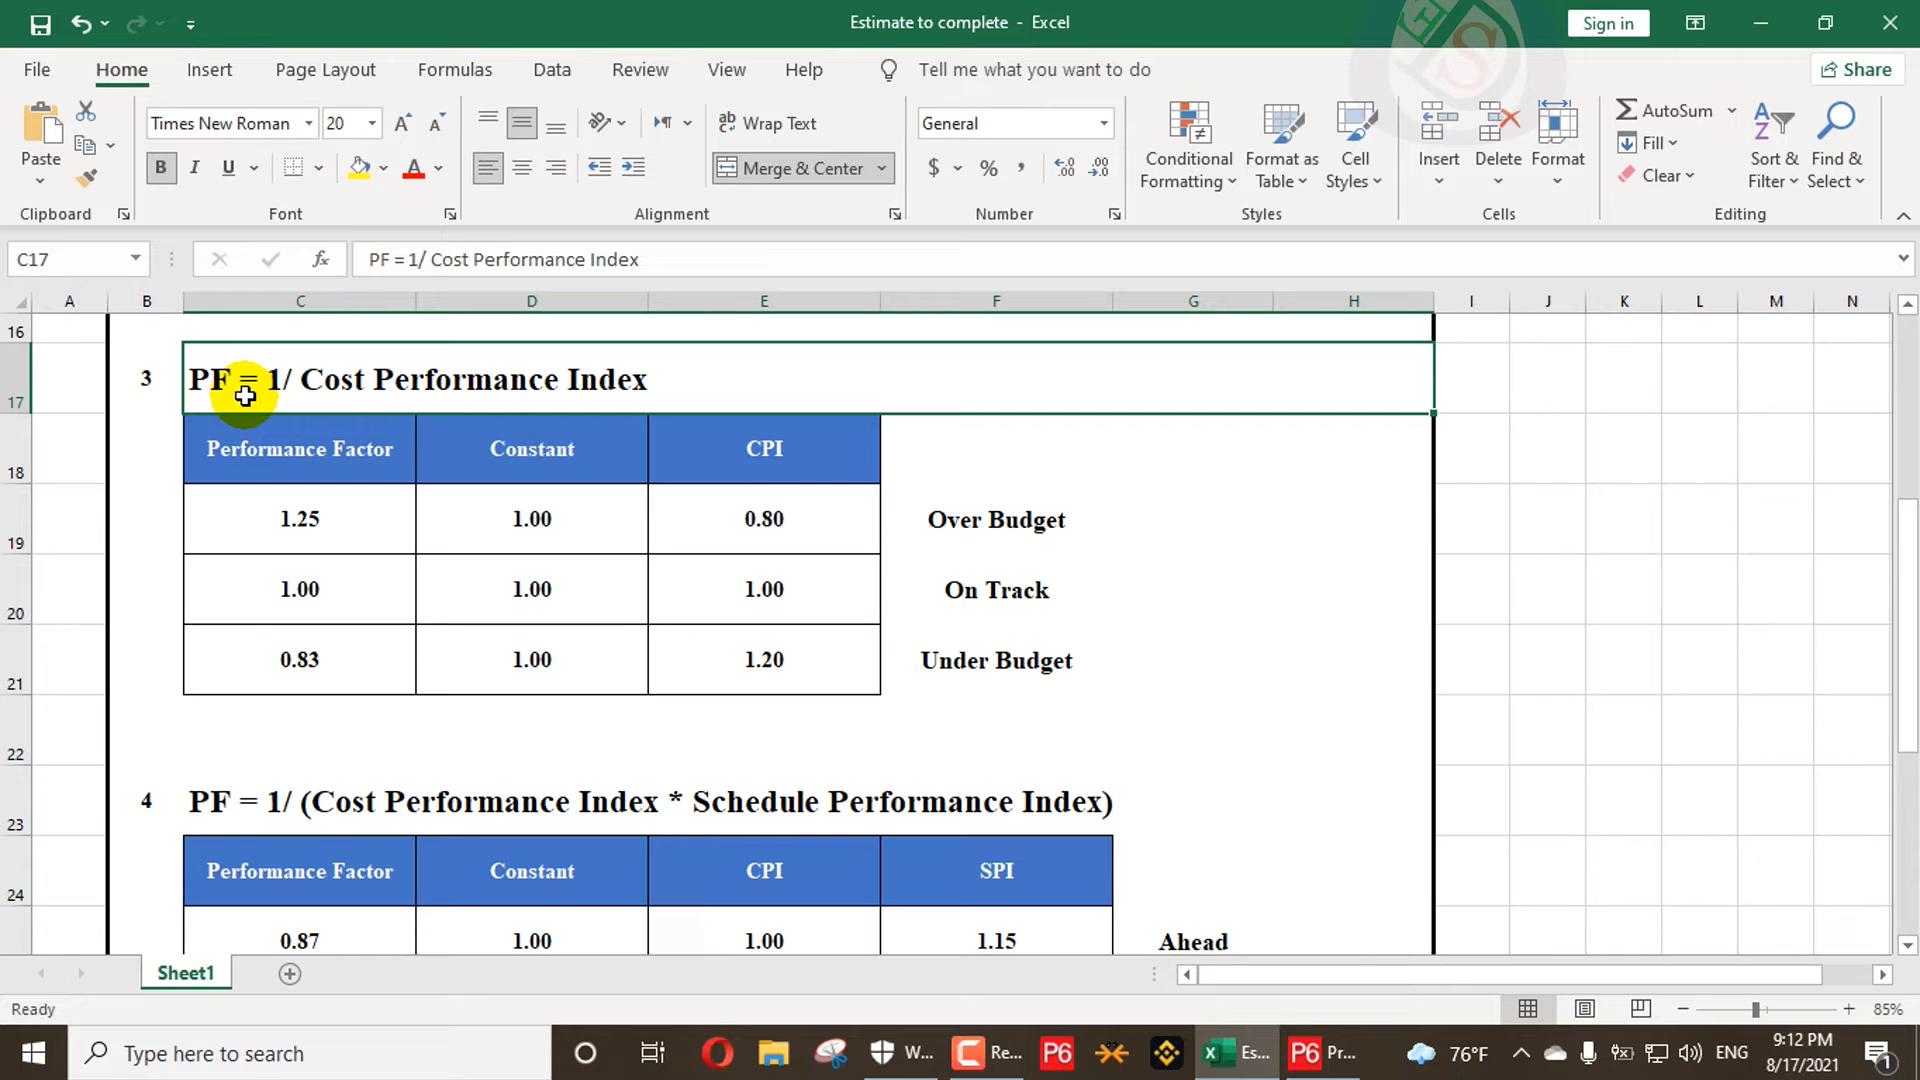 Estimate to complete - Excel
Sign in
File Home Insert Page Layout Formulas Data Review View Help Tell me what you want to do Share
Paste
Clipboard
Times New Roman 20
B I U
Font
Wrap Text
Merge & Center
Alignment
General
$ % ,
Number
Conditional Formatting
Format as Table
Cell Styles
Styles
Insert Delete Format
Cells
AutoSum
Fill
Clear
Sort & Filter
Find & Select
Editing
C17 fx PF = 1/ Cost Performance Index
A B C D E F G H I J K L M N
16
17 3 PF = 1/ Cost Performance Index
18 Performance Factor Constant CPI
19 1.25 1.00 0.80 Over Budget
20 1.00 1.00 1.00 On Track
21 0.83 1.00 1.20 Under Budget
22
23 4 PF = 1/ (Cost Performance Index * Schedule Performance Index)
24 Performance Factor Constant CPI SPI
0.87 1.00 1.00 1.15 Ahead
Sheet1
Ready 85%
Type here to search W... Re... P6 Es... P6 Pr... 76°F ENG 9:12 PM
8/17/2021 1